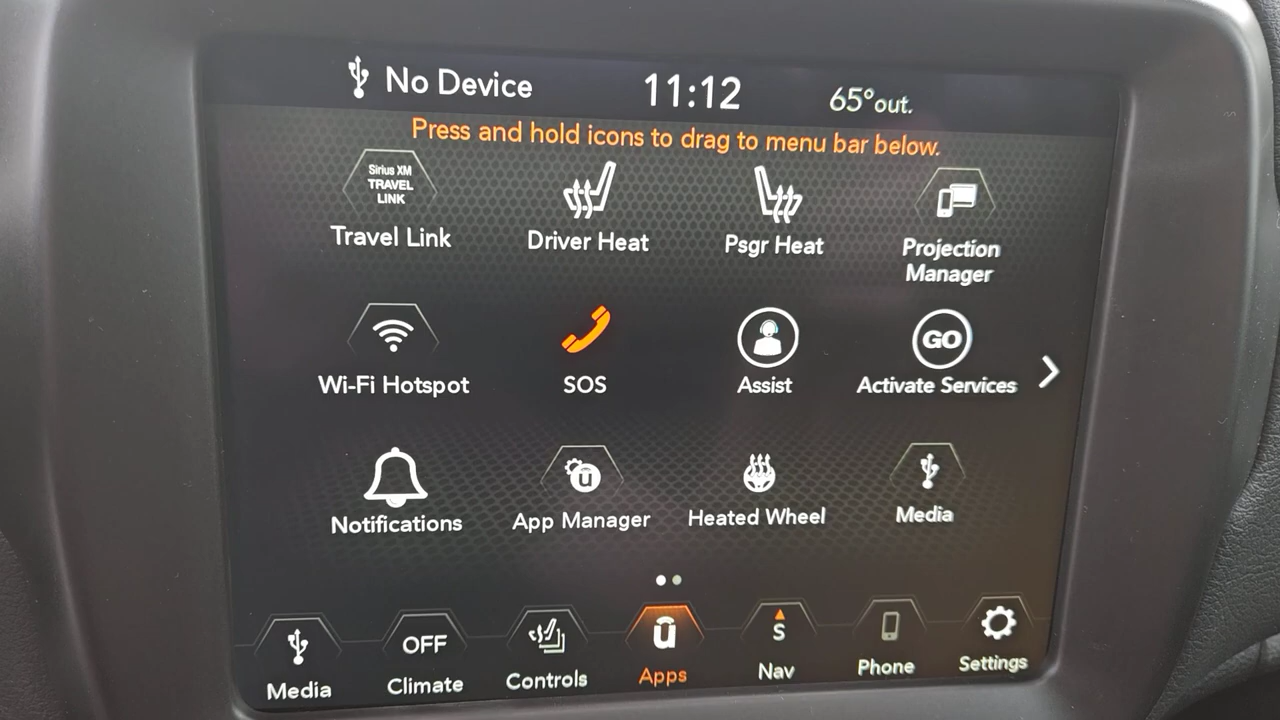 No Device
11:12
65°out.
Press and hold icons to drag to menu bar below.
Sirius XM
TRAVEL
LINK
Travel Link
Driver Heat
Psgr Heat
Projection
Manager
Wi-Fi Hotspot
SOS
Assist
GO
Activate Services
Notifications
ū
App Manager
Heated Wheel
Media
Media
OFF
Climate
Controls
ū
Apps
S
Nav
Phone
Settings